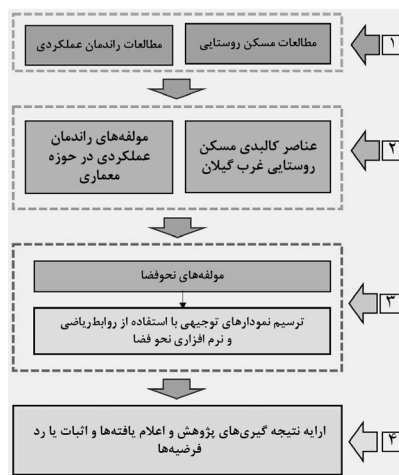 ۱
مطالعات مسکن روستایی
مطالعات راندمان عملکردی
۲
عناصر کالبدی مسکن
روستایی غرب گیلان
مولفه‌های راندمان
عملکردی در حوزه
معماری
۳
مولفه‌های نحوفضا
ترسیم نمودارهای توجیهی با استفاده از روابط‌ریاضی
و نرم افزاری نحو فضا
۴
ارایه نتیجه گیری‌های پژوهش و اعلام یافته‌ها و اثبات یا رد
فرضیه‌ها